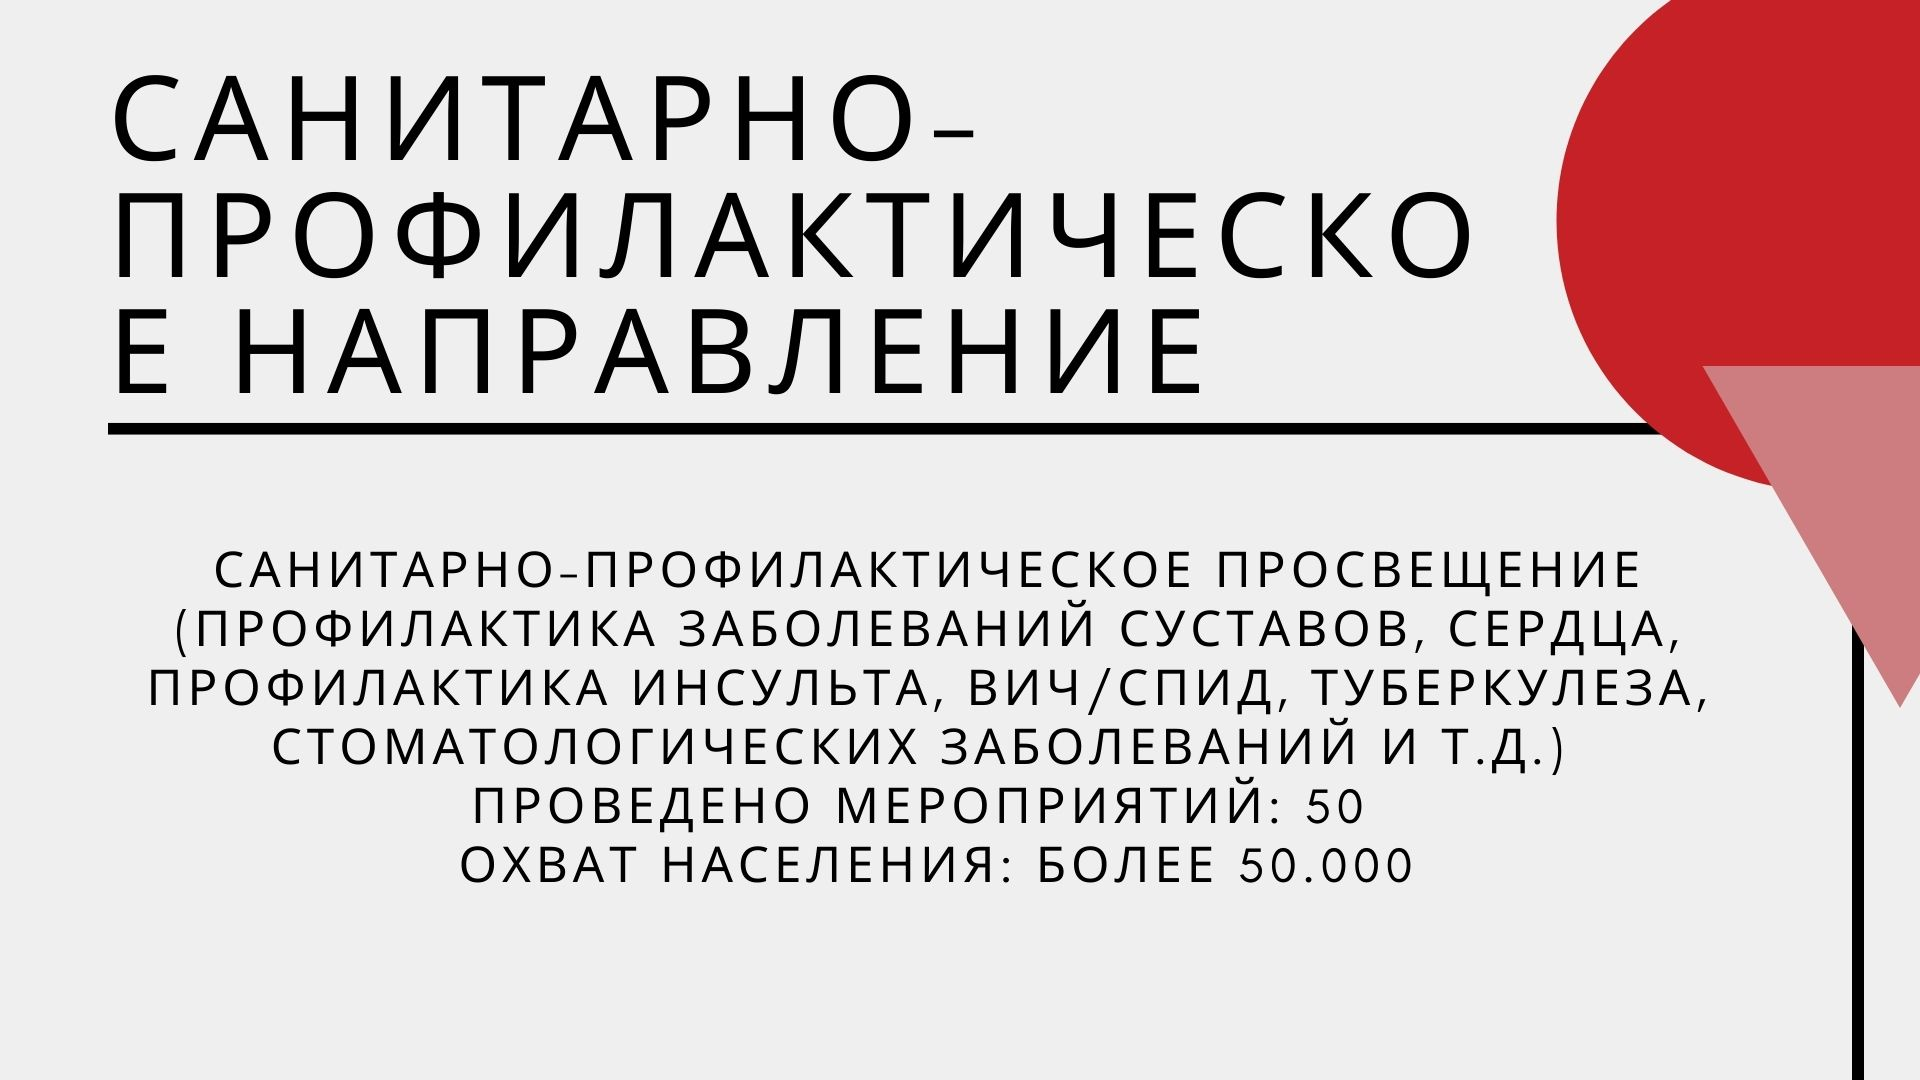 САНИТАРНО-
ПРОФИЛАКТИЧЕСКО
Е НАПРАВЛЕНИЕ
САНИТАРНО-ПРОФИЛАКТИЧЕСКОЕ ПРОСВЕЩЕНИЕ
(ПРОФИЛАКТИКА ЗАБОЛЕВАНИЙ СУСТАВОВ, СЕРДЦА,
ПРОФИЛАКТИКА ИНСУЛЬТА, ВИЧ/СПИД, ТУБЕРКУЛЕЗА,
СТОМАТОЛОГИЧЕСКИХ ЗАБОЛЕВАНИЙ И Т.Д.)
ПРОВЕДЕНО МЕРОПРИЯТИЙ: 50
ОХВАТ НАСЕЛЕНИЯ: БОЛЕЕ 50.000